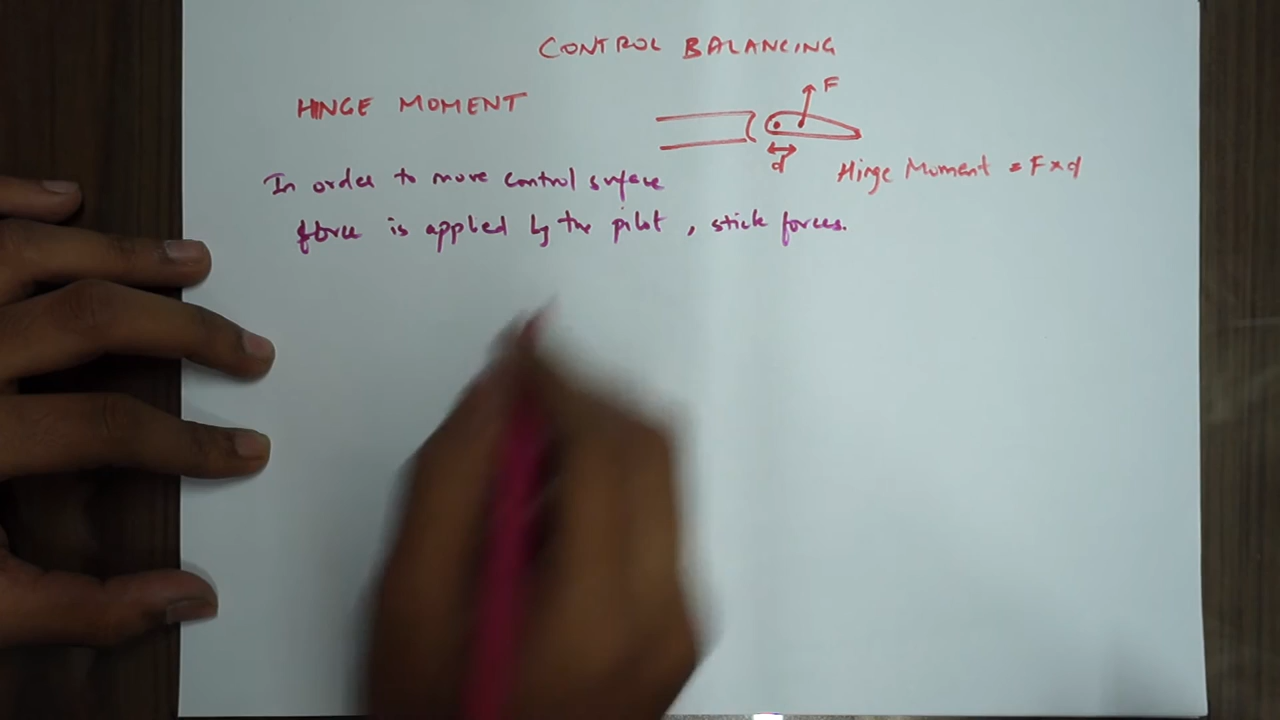 CONTROL BALANCING
HINGE MOMENT
F
d
Hinge Moment = F x d
In order to move control surface
force is applied by the pilot, stick forces.